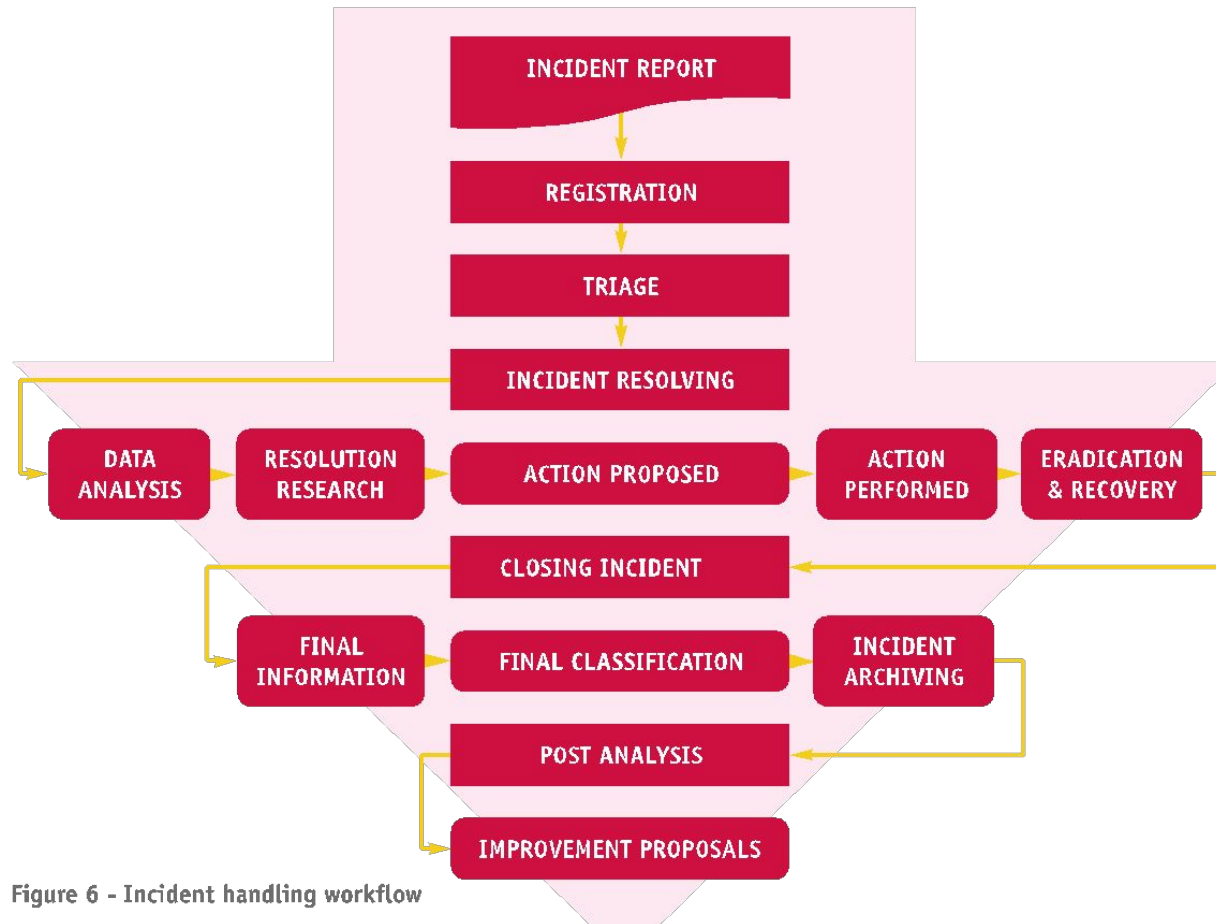 INCIDENT REPORT
REGISTRATION
TRIAGE
INCIDENT RESOLVING
DATA
ANALYSIS
RESOLUTION
RESEARCH
ACTION PROPOSED
ACTION
PERFORMED
ERADICATION
& RECOVERY
CLOSING INCIDENT
FINAL
INFORMATION
FINAL CLASSIFICATION
INCIDENT
ARCHIVING
POST ANALYSIS
IMPROVEMENT PROPOSALS
Figure 6 - Incident handling workflow